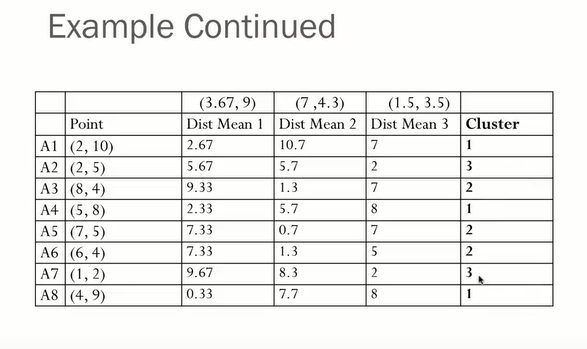 Example Continued
(3.67, 9) (7 ,4.3) (1.5, 3.5)
Point Dist Mean 1 Dist Mean 2 Dist Mean 3 Cluster
A1 (2, 10) 2.67 10.7 7 1
A2 (2, 5) 5.67 5.7 2 3
A3 (8, 4) 9.33 1.3 7 2
A4 (5, 8) 2.33 5.7 8 1
A5 (7, 5) 7.33 0.7 7 2
A6 (6, 4) 7.33 1.3 5 2
A7 (1, 2) 9.67 8.3 2 3
A8 (4, 9) 0.33 7.7 8 1